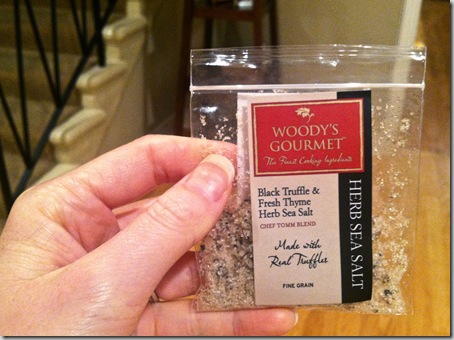 WOODY'S
GOURMET
The Finest Cooking Ingredients
Black Truffle &
Fresh Thyme
Herb Sea Salt
CHEF TOMM BLEND
Made with
Real Truffles
FINE GRAIN
HERB SEA SALT